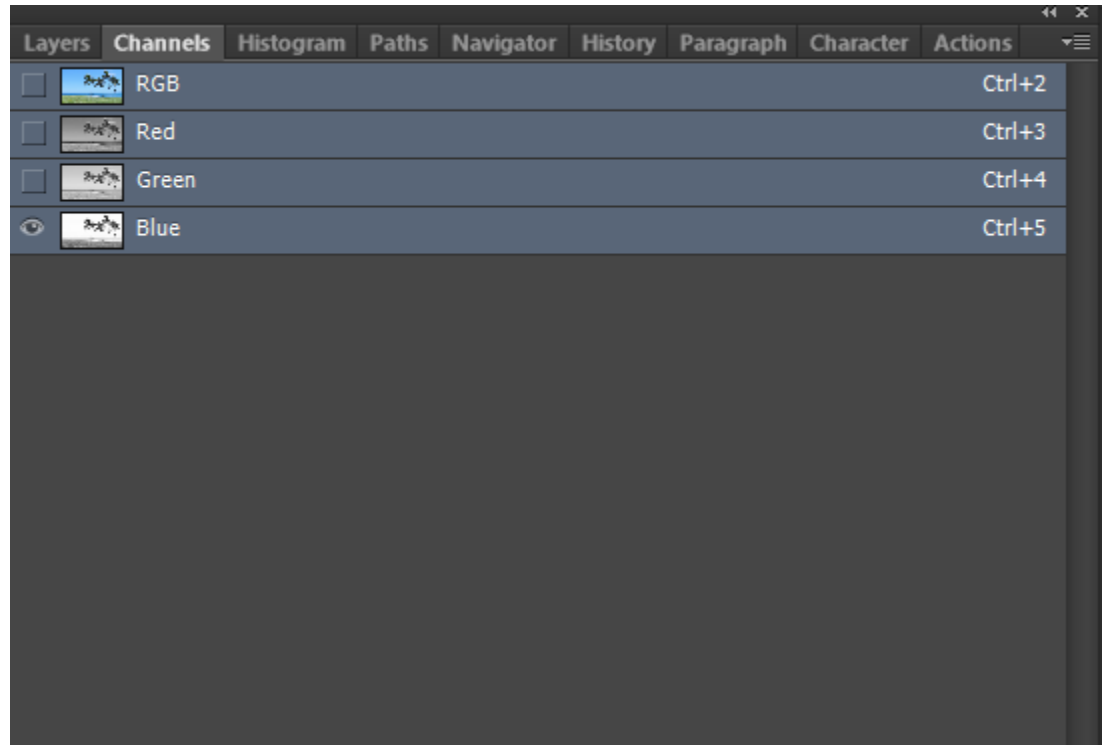 Layers Channels Histogram Paths Navigator History Paragraph Character Actions
RGB Ctrl+2
Red Ctrl+3
Green Ctrl+4
Blue Ctrl+5